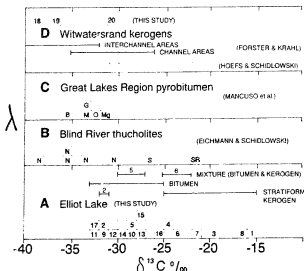 18 19 20 (THIS STUDY)
D Witwatersrand kerogens
INTERCHANNEL AREAS (FORSTER & KRAHL)
CHANNEL AREAS
(HOEFS & SCHIDLOWSKI)
C Great Lakes Region pyrobitumen
G (MANCUSO et al.)
B M O Mg
B Blind River thucholites
(EICHMANN & SCHIDLOWSKI)
N
N N N N S SR
5 6 MIXTURE (BITUMEN & KEROGEN)
BITUMEN
2 STRATIFORM
KEROGEN
A Elliot Lake (THIS STUDY)
15
17 2 5 4
11 9 12 14 10 13 16 6 7 3 8 1
-40 -35 -30 -25 -20 -15 -10
δ 13 C o/oo
λ